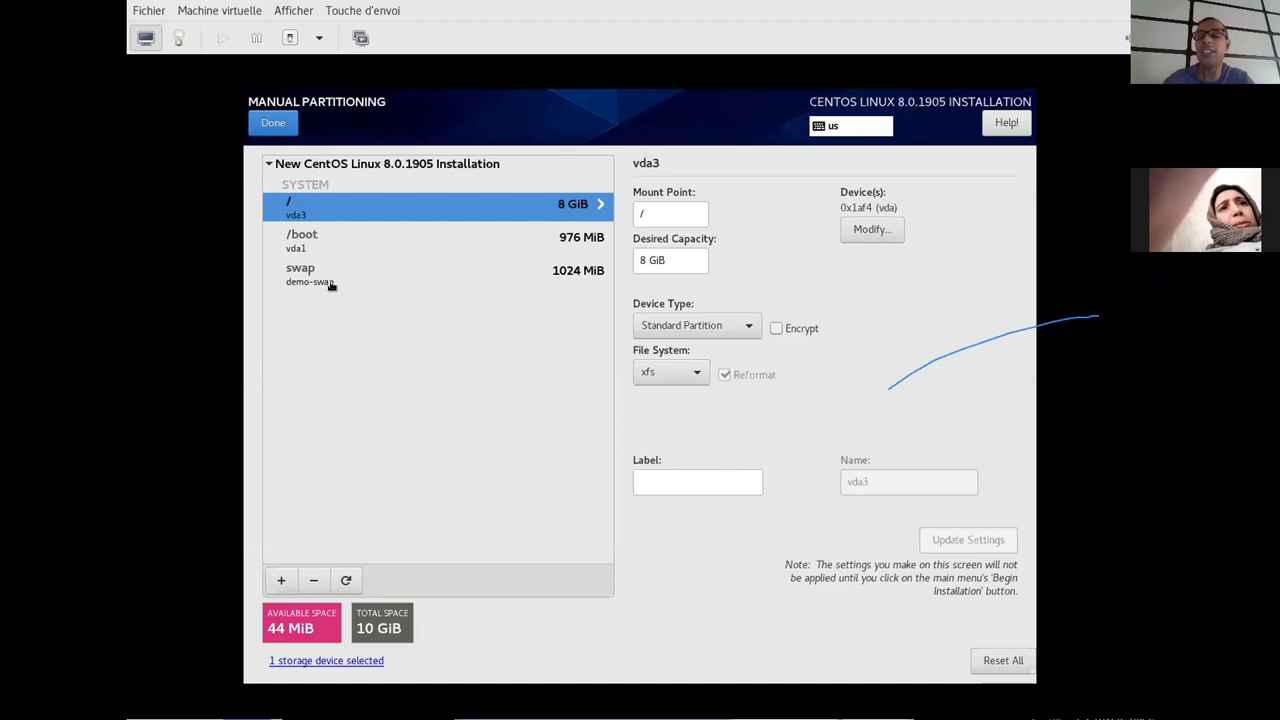 Fichier Machine virtuelle Afficher Touche d'envoi
MANUAL PARTITIONING
CENTOS LINUX 8.0.1905 INSTALLATION
Done
us
Help!
New CentOS Linux 8.0.1905 Installation
SYSTEM
/
vda3
8 GiB
/boot
vda1
976 MiB
swap
demo-swap
1024 MiB
+ −
AVAILABLE SPACE
44 MiB
TOTAL SPACE
10 GiB
1 storage device selected
vda3
Mount Point:
/
Desired Capacity:
8 GiB
Device(s):
0x1af4 (vda)
Modify...
Device Type:
Standard Partition
Encrypt
File System:
xfs
Reformat
Label:
Name:
vda3
Update Settings
Note: The settings you make on this screen will not
be applied until you click on the main menu's 'Begin
Installation' button.
Reset All